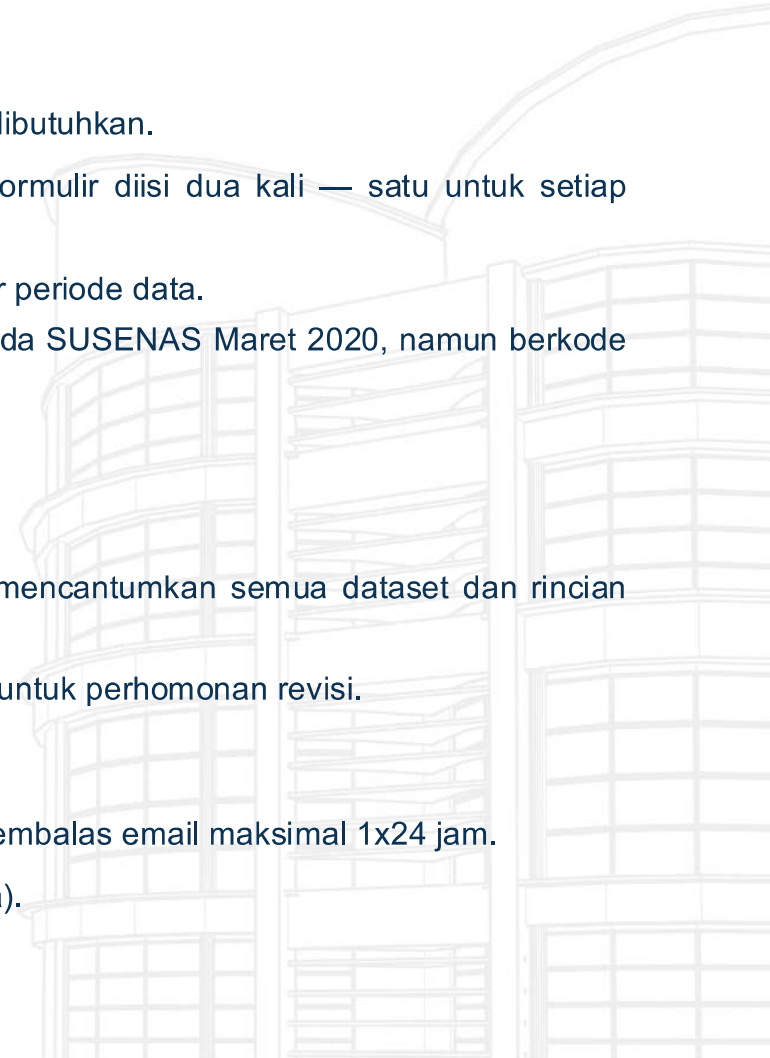 dibutuhkan.
ormulir diisi dua kali — satu untuk setiap
r periode data.
da SUSENAS Maret 2020, namun berkode
mencantumkan semua dataset dan rincian
untuk perhomonan revisi.
embalas email maksimal 1x24 jam.
).